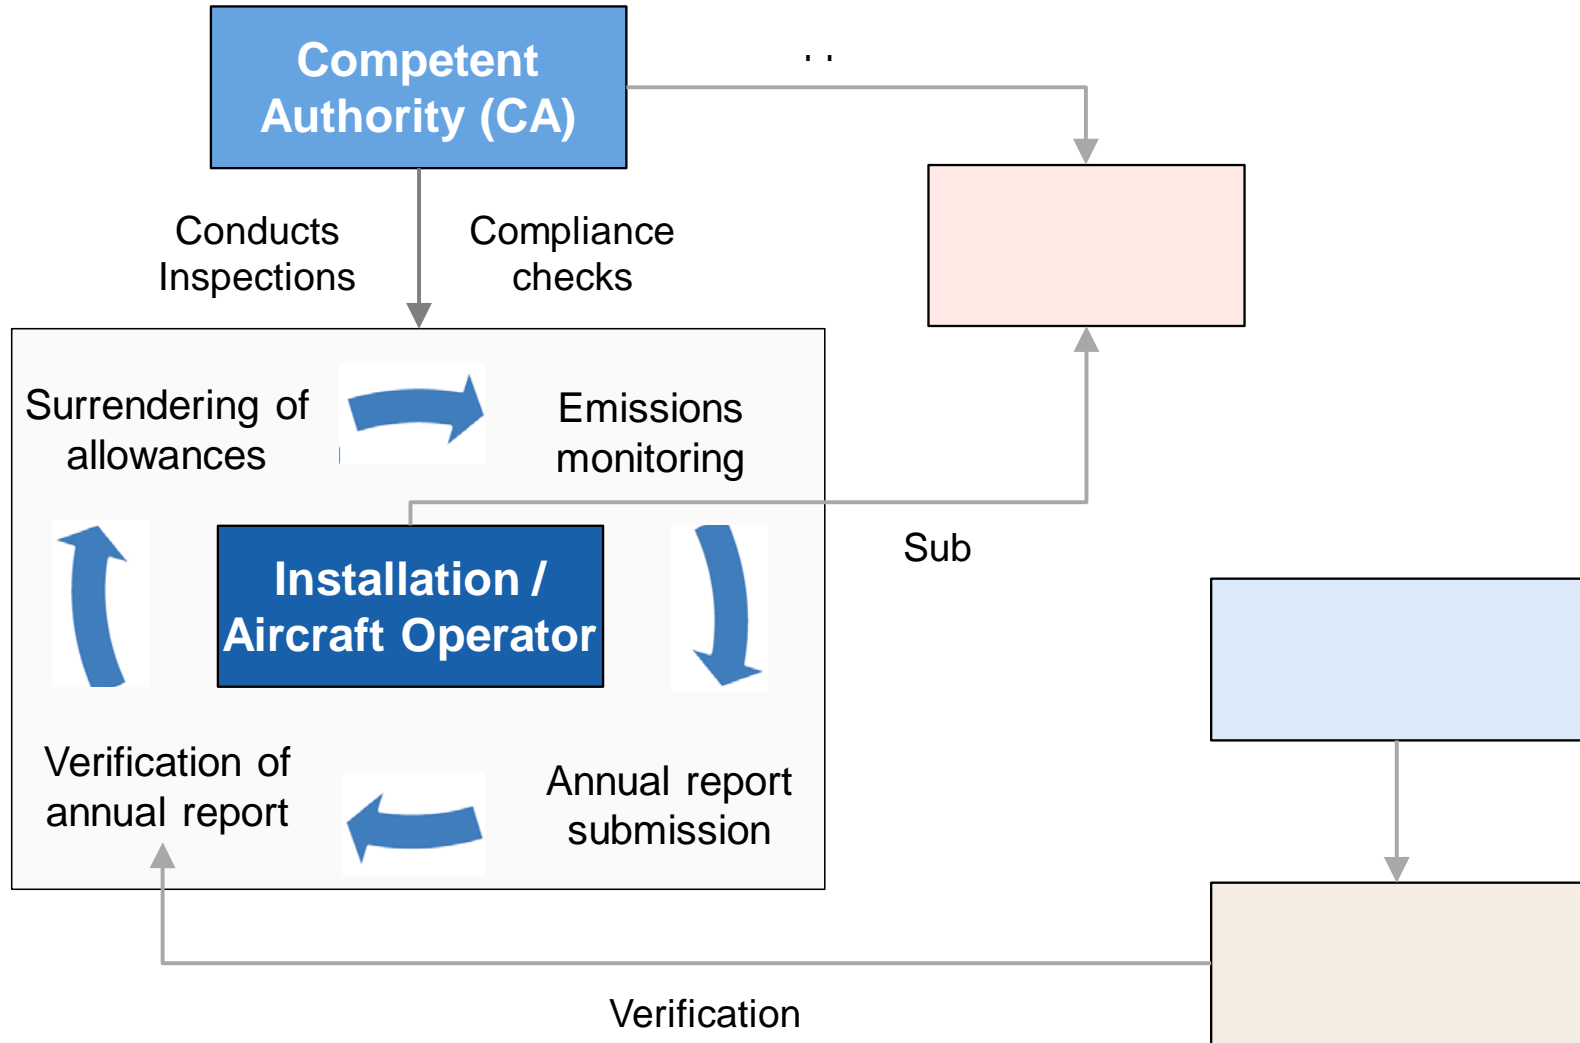 Competent
Authority (CA)
Conducts
Inspections
Compliance
checks
Surrendering of
allowances
Emissions
monitoring
Sub
Installation /
Aircraft Operator
Verification of
annual report
Annual report
submission
Verification